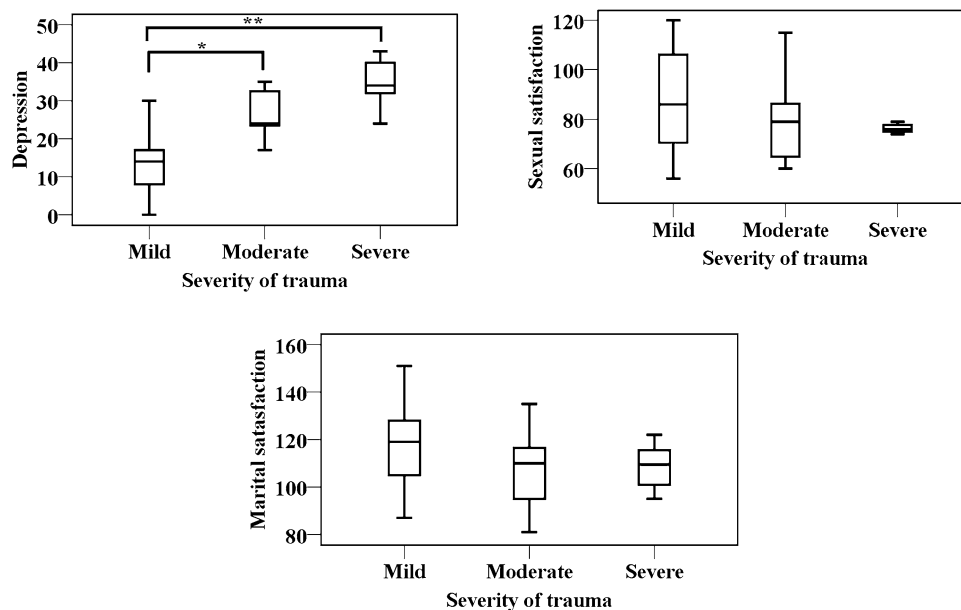 Depression
50
40
30
20
10
0
**
*
Mild Moderate Severe
Severity of trauma
Sexual satisfaction
120
100
80
60
Mild Moderate Severe
Severity of trauma
Marital satasfaction
160
140
120
100
80
Mild Moderate Severe
Severity of trauma